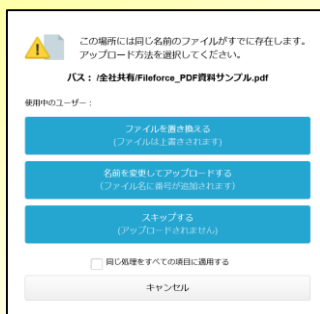 この場所には同じ名前のファイルがすでに存在します。
アップロード方法を選択してください。
パス： /全社共有/Fileforce_PDF資料サンプル.pdf
使用中のユーザー：
ファイルを置き換える
(ファイルは上書きされます)
名前を変更してアップロードする
(ファイル名に番号が追加されます)
スキップする
(アップロードされません)
同じ処理をすべての項目に適用する
キャンセル